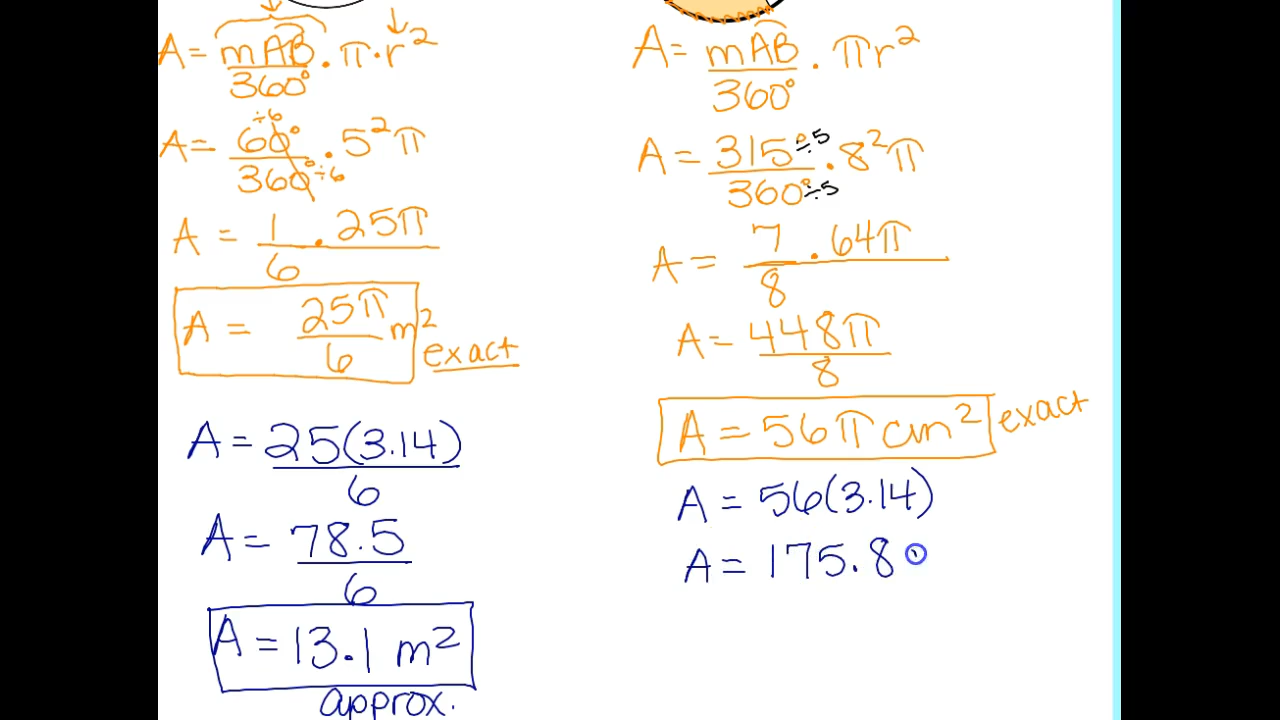 A = mAB/360° · π · r²
A = 60° ÷6/360° ÷6 · 5²π
A = 1/6 · 25π
A = 25π/6 m²
exact
A = 25(3.14)/6
A = 78.5/6
A = 13.1 m²
approx.
A = mAB/360° · πr²
A = 315° ÷5/360° ÷5 · 8²π
A = 7/8 · 64π
A = 448π/8
A = 56π cm² exact
A = 56(3.14)
A = 175.8